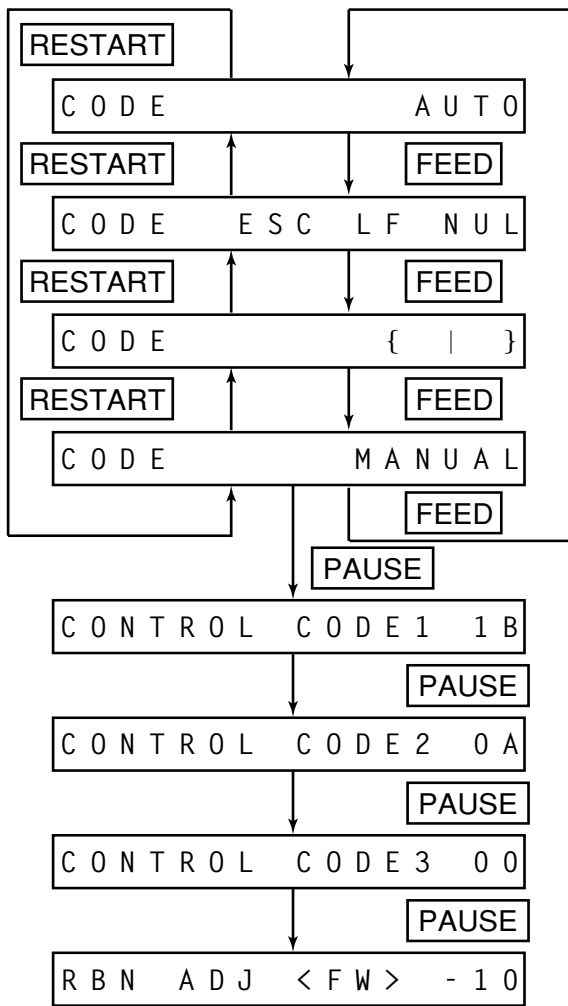 RESTART
CODE AUTO
RESTART FEED
CODE ESC LF NUL
RESTART FEED
CODE { | }
RESTART FEED
CODE MANUAL
FEED
PAUSE
CONTROL CODE1 1B
PAUSE
CONTROL CODE2 0A
PAUSE
CONTROL CODE3 00
PAUSE
RBN ADJ <FW> -10